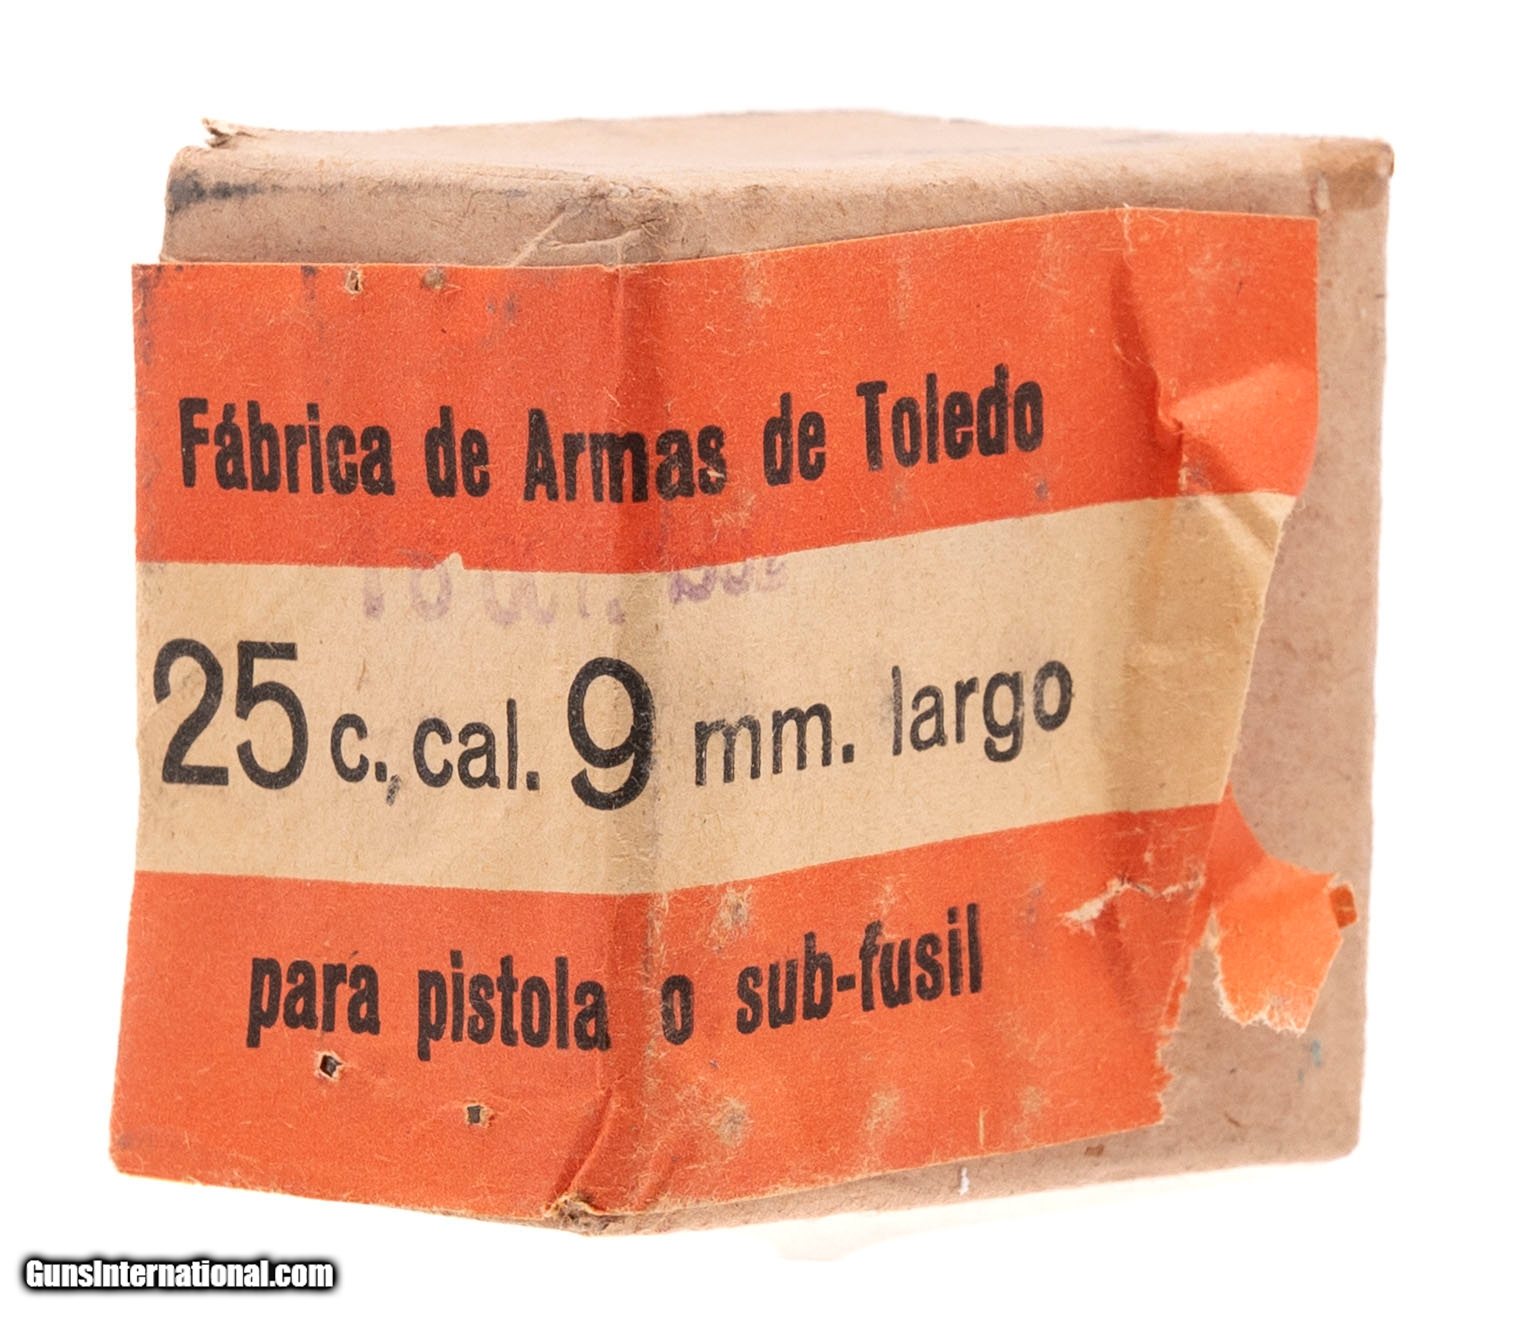 Fábrica de Armas de Toledo
25 c., cal. 9 mm. largo
para pistola o sub-fusil
GunsInternational.com